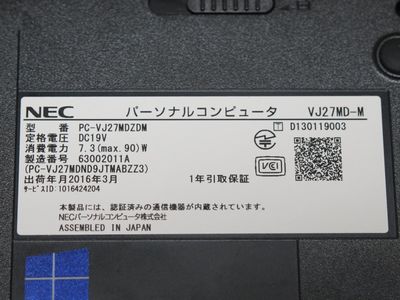 NEC パーソナルコンピュータ VJ27MD-M
型 番 PC-VJ27MDZDM
定格電圧 DC19V
消費電力 7.3(max.90)W
製造番号 63002011A
(PC-VJ27MDND9JTMABZZ3)
出荷年月2016年3月 1年引取保証
サービスID:1016424204
T D130119003
VCI
本製品には、認証済みの通信機器が内蔵されています。
NECパーソナルコンピュータ株式会社
ASSEMBLED IN JAPAN